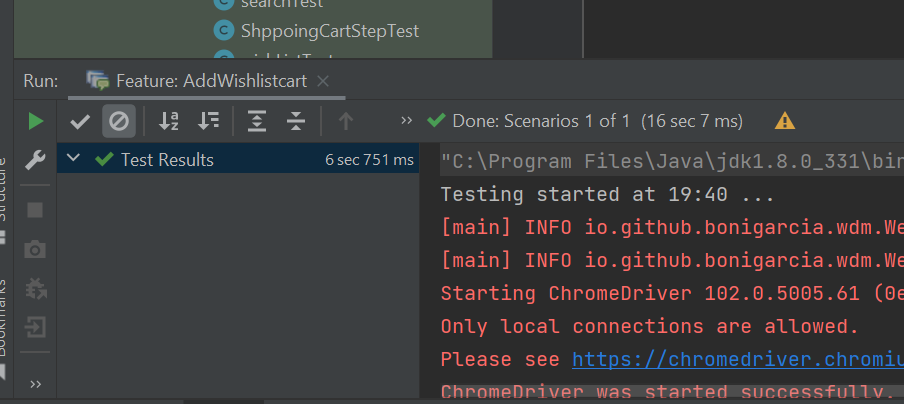 searchTest
ShppoingCartStepTest
Run: Feature: AddWishlistcart
Done: Scenarios 1 of 1 (16 sec 7 ms)
Test Results 6 sec 751 ms
"C:\Program Files\Java\jdk1.8.0_331\bin
Testing started at 19:40 ...
[main] INFO io.github.bonigarcia.wdm.We
[main] INFO io.github.bonigarcia.wdm.We
Starting ChromeDriver 102.0.5005.61 (0e
Only local connections are allowed.
Please see https://chromedriver.chromiu
ChromeDriver was started successfully.
Structure
Bookmarks